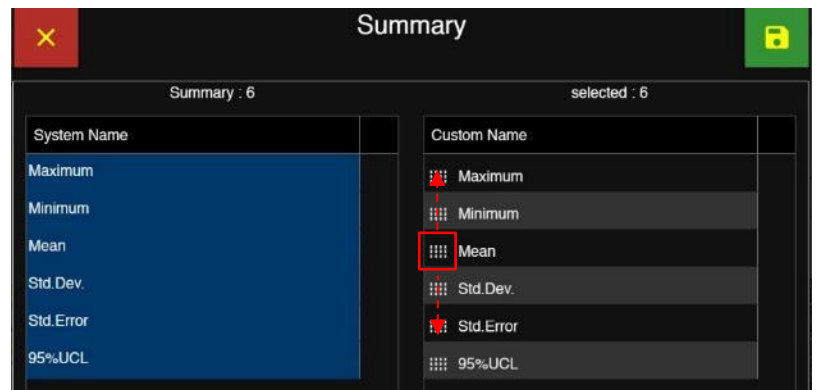 Summary
Summary : 6
selected : 6
System Name
Custom Name
Maximum
Minimum
Mean
Std.Dev.
Std.Error
95%UCL
Maximum
Minimum
Mean
Std.Dev.
Std.Error
95%UCL